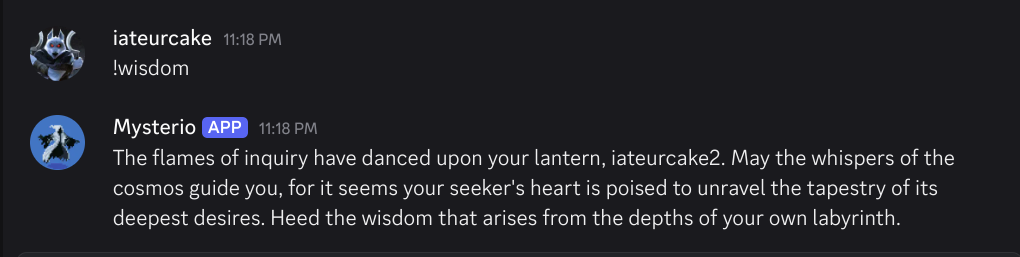 iateurcake 11:18 PM
!wisdom
Mysterio APP 11:18 PM
The flames of inquiry have danced upon your lantern, iateurcake2. May the whispers of the
cosmos guide you, for it seems your seeker's heart is poised to unravel the tapestry of its
deepest desires. Heed the wisdom that arises from the depths of your own labyrinth.